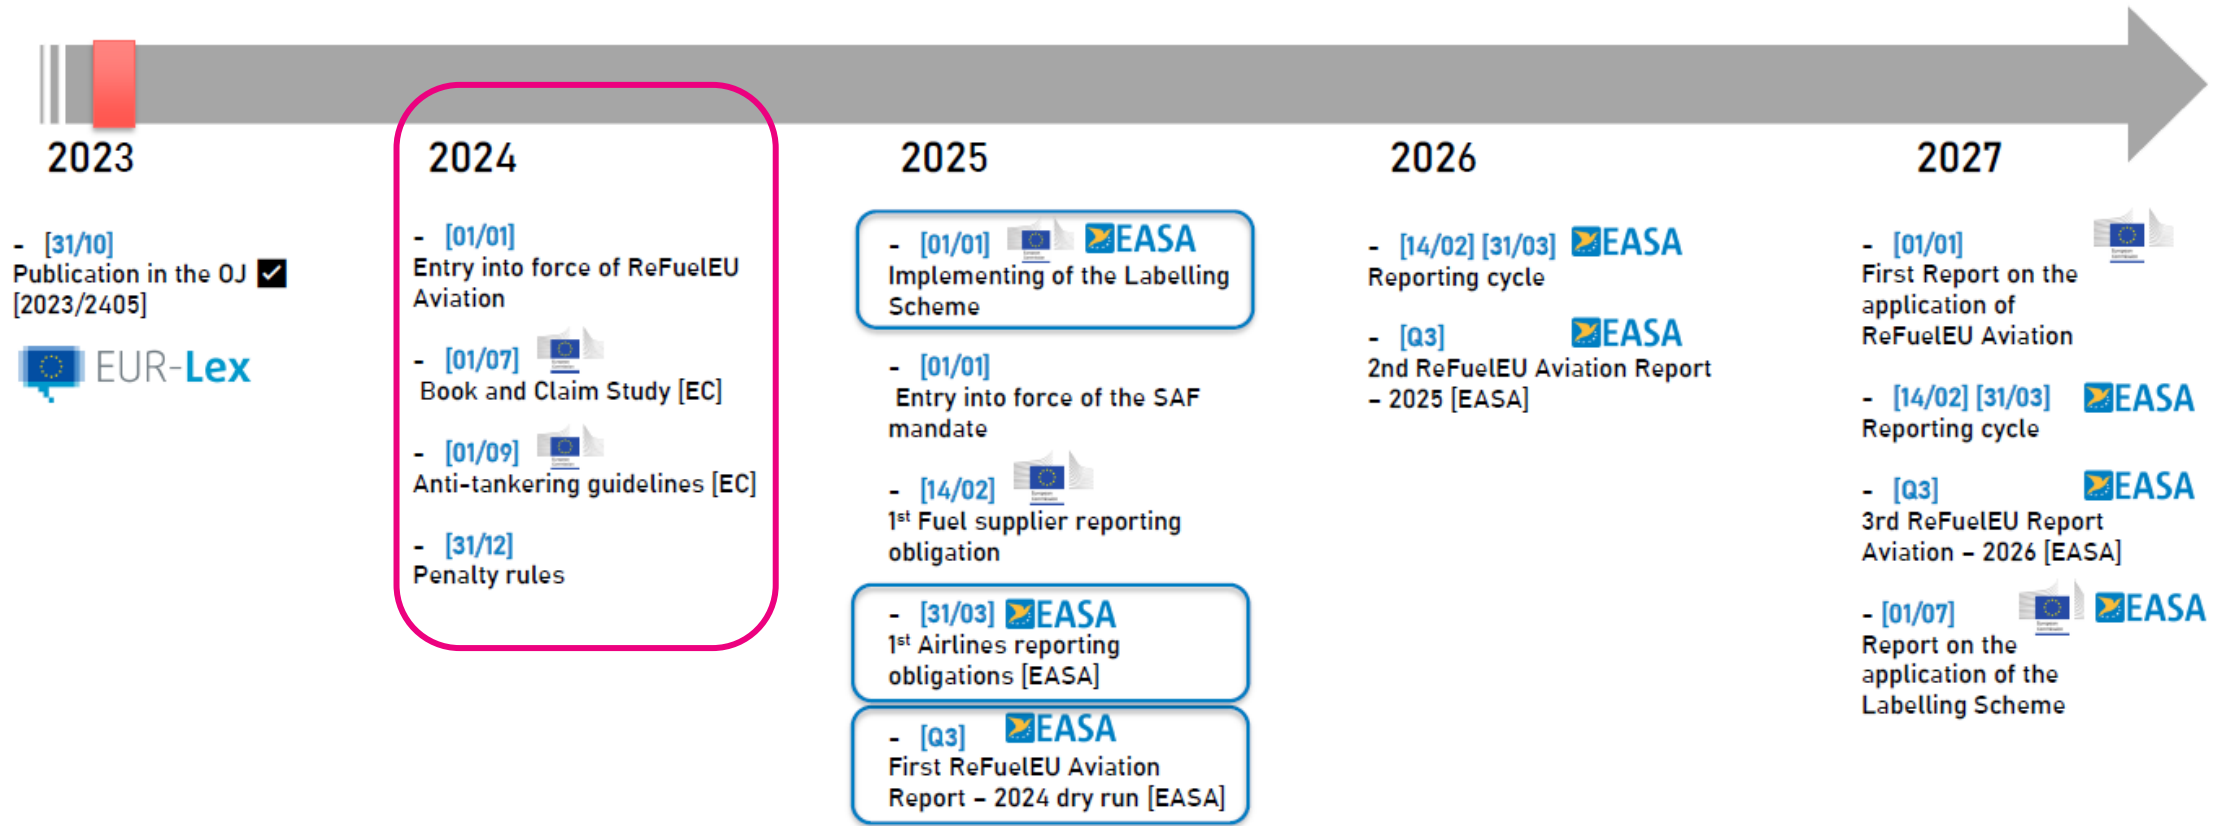 2023
- [31/10]
Publication in the OJ
[2023/2405]
EUR-Lex
2024
- [01/01]
Entry into force of ReFuelEU
Aviation
- [01/07]
Book and Claim Study [EC]
- [01/09]
Anti-tankering guidelines [EC]
- [31/12]
Penalty rules
2025
- [01/01] EASA
Implementing of the Labelling
Scheme
- [01/01]
Entry into force of the SAF
mandate
- [14/02]
1st Fuel supplier reporting
obligation
- [31/03] EASA
1st Airlines reporting
obligations [EASA]
- [Q3] EASA
First ReFuelEU Aviation
Report – 2024 dry run [EASA]
2026
- [14/02] [31/03] EASA
Reporting cycle
- [Q3] EASA
2nd ReFuelEU Aviation Report
– 2025 [EASA]
2027
- [01/01]
First Report on the
application of
ReFuelEU Aviation
- [14/02] [31/03] EASA
Reporting cycle
- [Q3] EASA
3rd ReFuelEU Report
Aviation – 2026 [EASA]
- [01/07] EASA
Report on the
application of the
Labelling Scheme